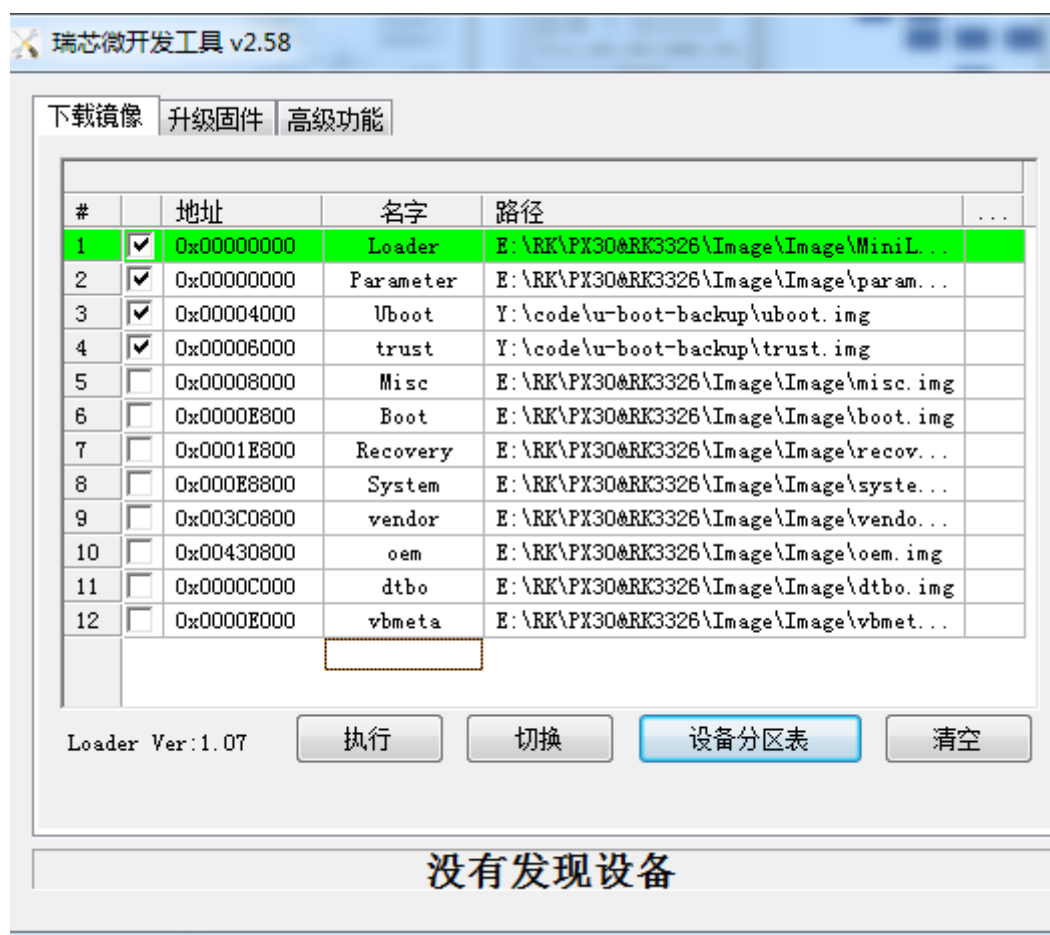 瑞芯微开发工具 v2.58
下载镜像 升级固件 高级功能
# 地址 名字 路径 ...
1 0x00000000 Loader E:\RK\PX30&RK3326\Image\Image\MiniL...
2 0x00000000 Parameter E:\RK\PX30&RK3326\Image\Image\param...
3 0x00004000 Uboot Y:\code\u-boot-backup\uboot.img
4 0x00006000 trust Y:\code\u-boot-backup\trust.img
5 0x00008000 Misc E:\RK\PX30&RK3326\Image\Image\misc.img
6 0x0000E800 Boot E:\RK\PX30&RK3326\Image\Image\boot.img
7 0x0001E800 Recovery E:\RK\PX30&RK3326\Image\Image\recov...
8 0x000E8800 System E:\RK\PX30&RK3326\Image\Image\syste...
9 0x003C0800 vendor E:\RK\PX30&RK3326\Image\Image\vendo...
10 0x00430800 oem E:\RK\PX30&RK3326\Image\Image\oem.img
11 0x0000C000 dtbo E:\RK\PX30&RK3326\Image\Image\dtbo.img
12 0x0000E000 vbmeta E:\RK\PX30&RK3326\Image\Image\vbmet...
Loader Ver:1.07 执行 切换 设备分区表 清空
没有发现设备